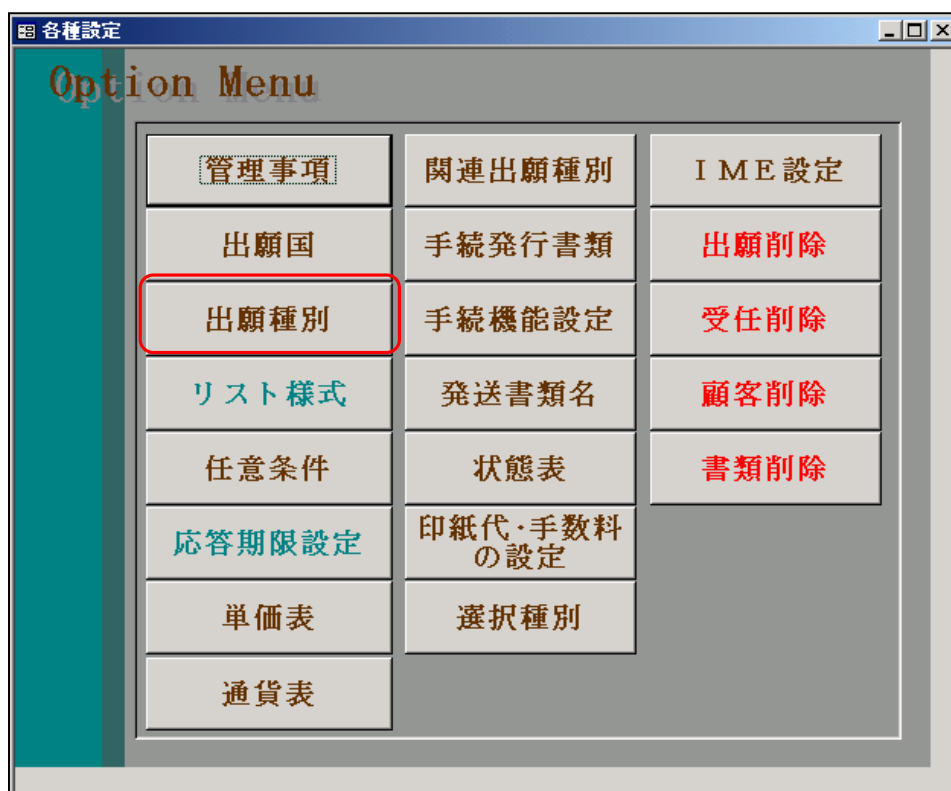 各種設定
Option Menu
管理事項
出願国
出願種別
リスト様式
任意条件
応答期限設定
単価表
通貨表
関連出願種別
手続発行書類
手続機能設定
発送書類名
状態表
印紙代・手数料
の設定
選択種別
ＩＭＥ設定
出願削除
受任削除
顧客削除
書類削除